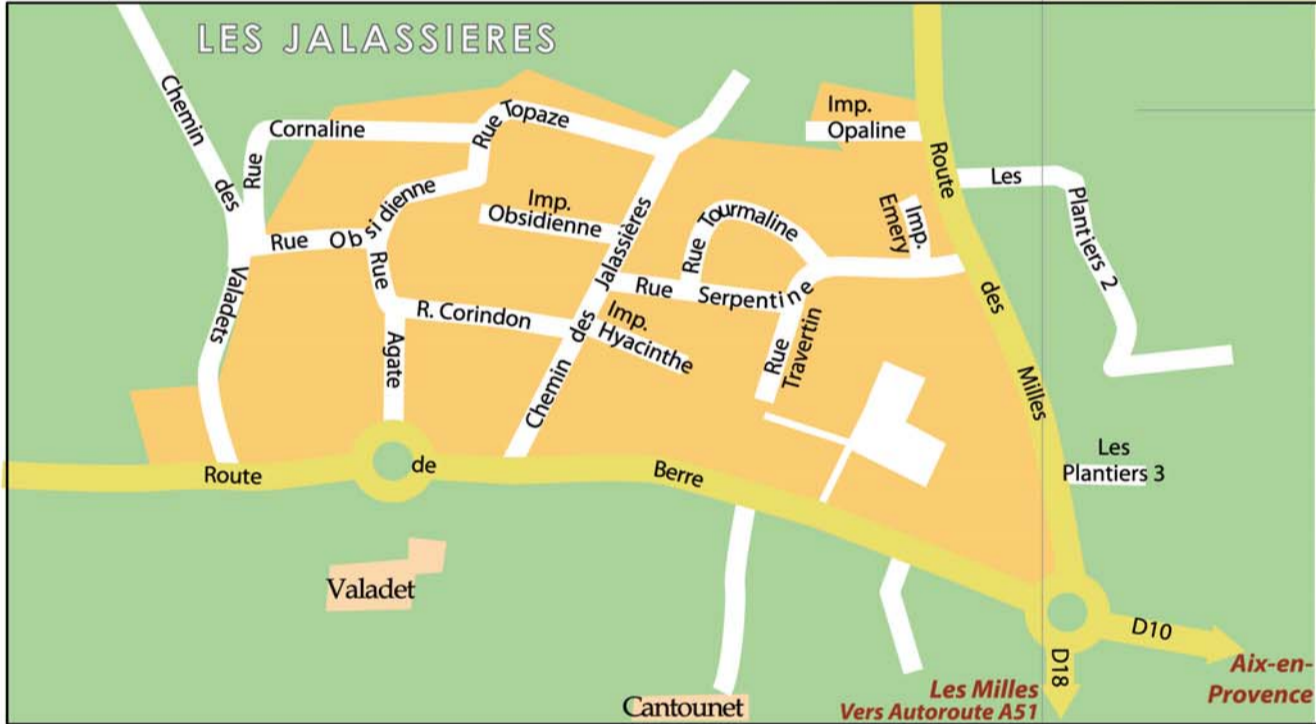 LES JALASSIERES
Chemin des Valadets
Rue Cornaline
Rue Topaze
Rue Obsidienne
Imp.
Obsidienne
Rue Agate
R. Corindon
Chemin des Jalassières
Imp.
Hyacinthe
Rue Tourmaline
Rue Serpentine
Rue Travertin
Imp.
Opaline
Imp.
Emery
Route des Milles
Les Plantiers 2
Les
Plantiers 3
Route de Berre
Valadet
Cantounet
D10
D18
Aix-en-
Provence
Les Milles
Vers Autoroute A51